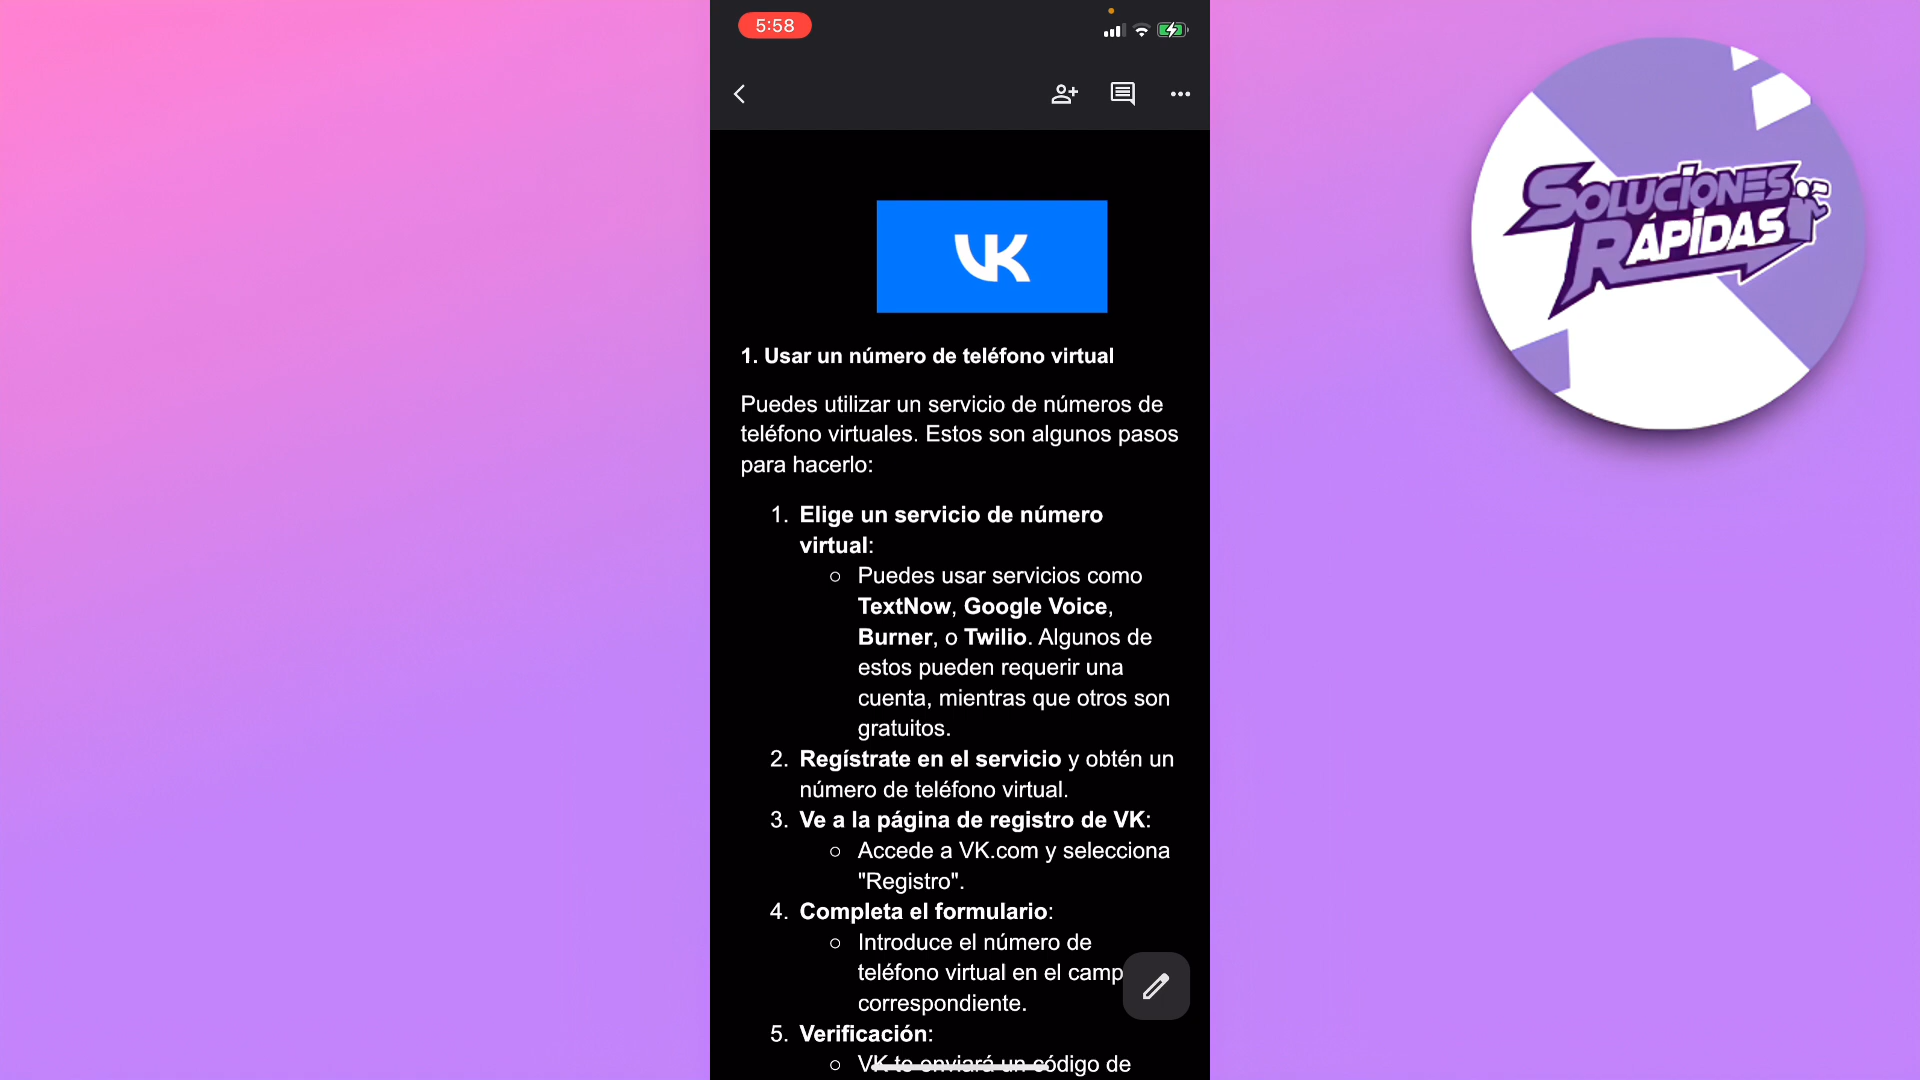 5:58
SOLUCIONES
RÁPIDAS
VK
1. Usar un número de teléfono virtual
Puedes utilizar un servicio de números de
teléfono virtuales. Estos son algunos pasos
para hacerlo:
1. Elige un servicio de número
virtual:
○ Puedes usar servicios como
TextNow, Google Voice,
Burner, o Twilio. Algunos de
estos pueden requerir una
cuenta, mientras que otros son
gratuitos.
2. Regístrate en el servicio y obtén un
número de teléfono virtual.
3. Ve a la página de registro de VK:
○ Accede a VK.com y selecciona
"Registro".
4. Completa el formulario:
○ Introduce el número de
teléfono virtual en el camp
correspondiente.
5. Verificación:
○ VK te enviará un código de